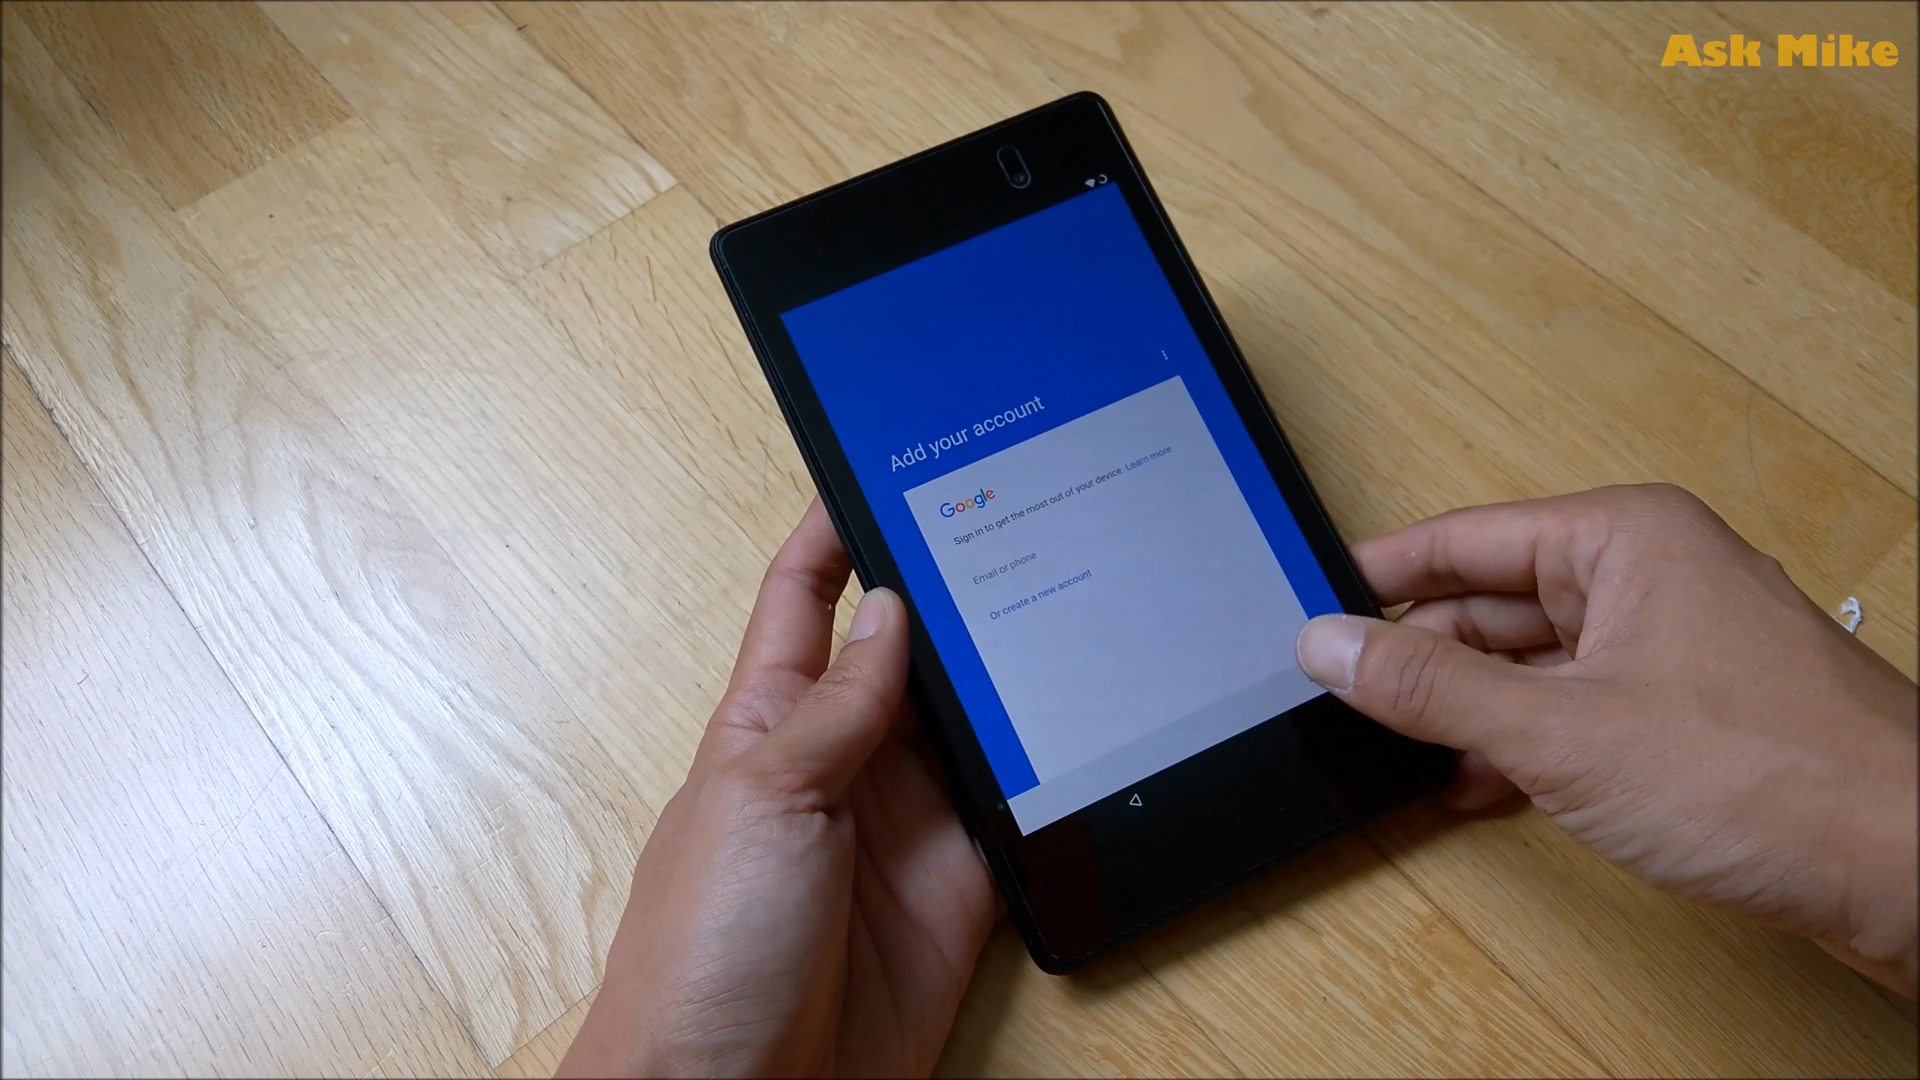 Ask Mike
Add your account
Google
Sign in to get the most out of your device. Learn more
Email or phone
Or create a new account